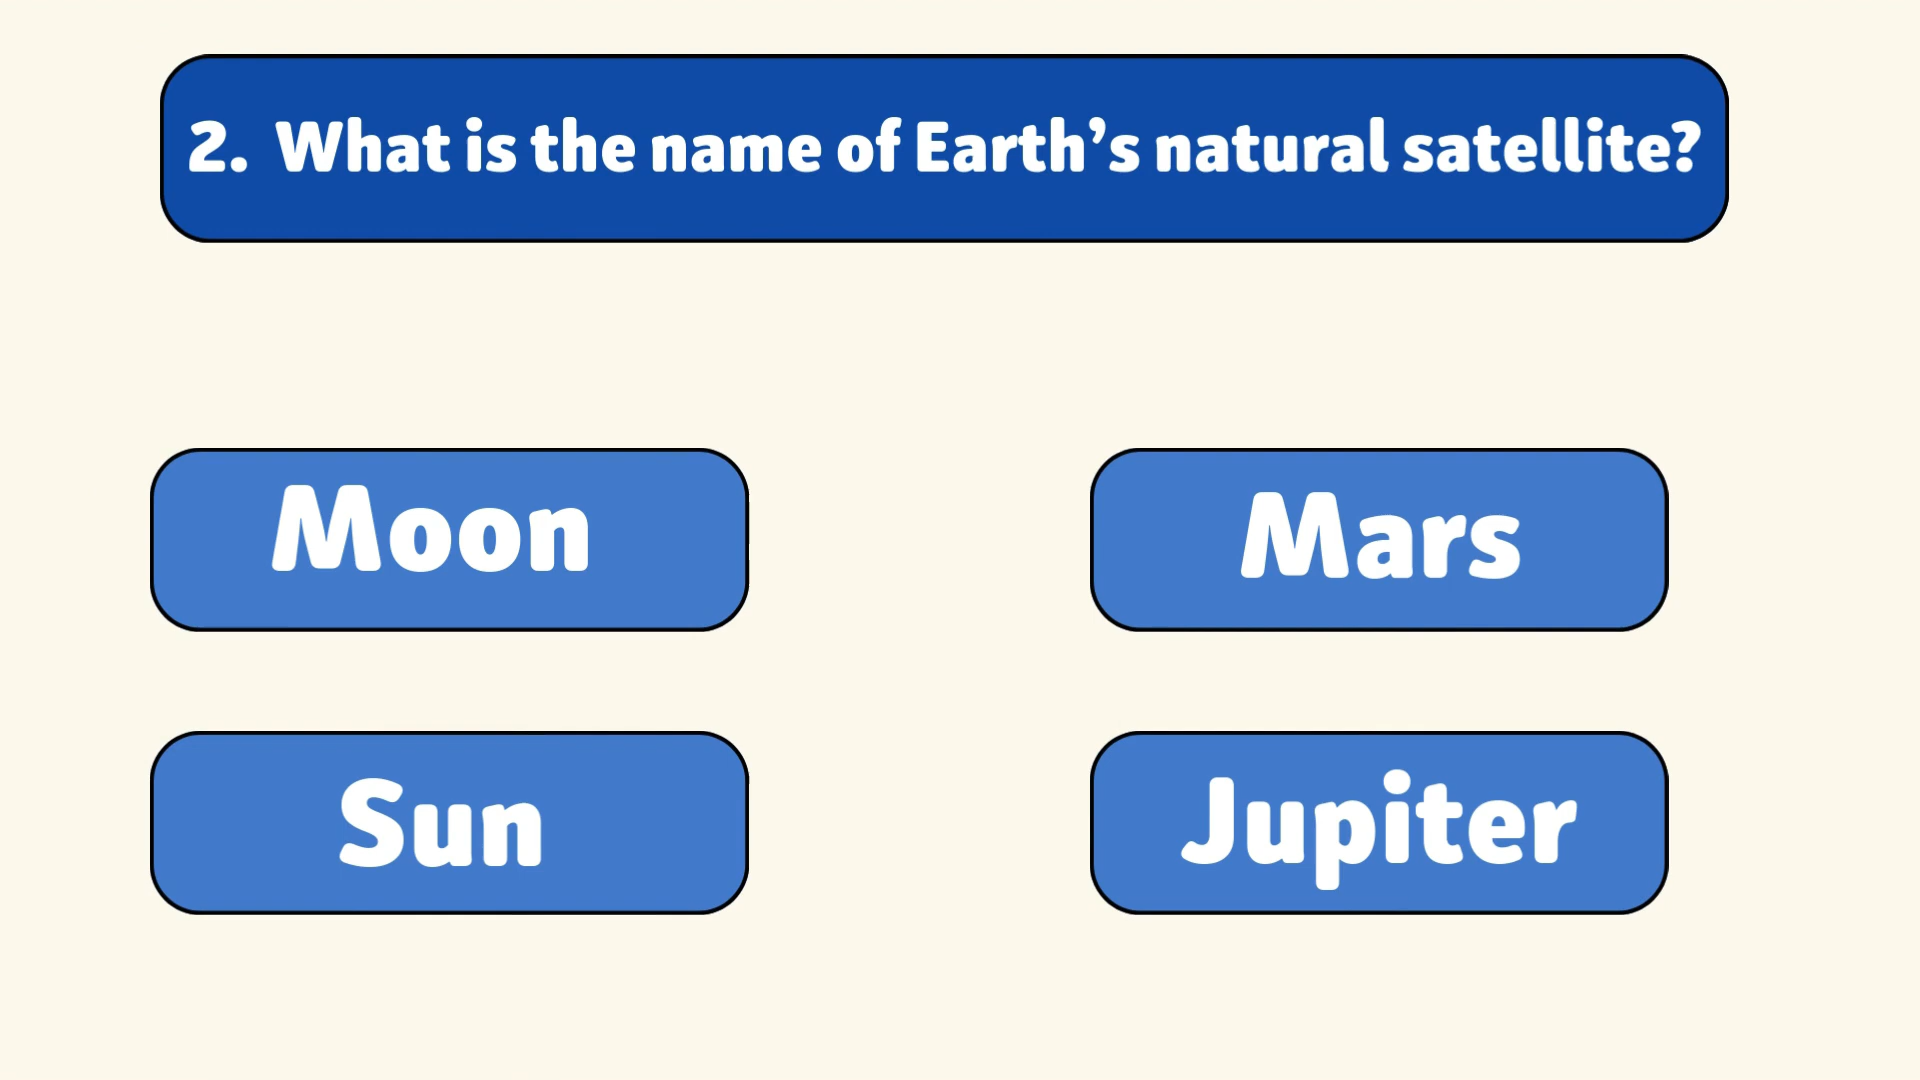 2. What is the name of Earth’s natural satellite?
Moon
Mars
Sun
Jupiter